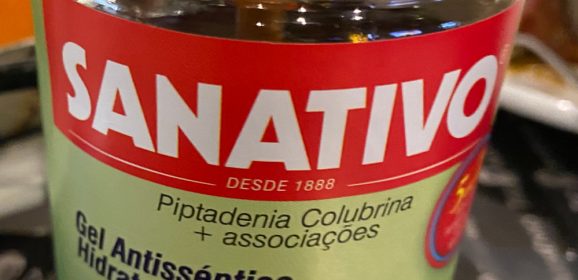 SANATIVO
DESDE 1888
Piptadenia Colubrina
+ associações
Gel Antisséptico